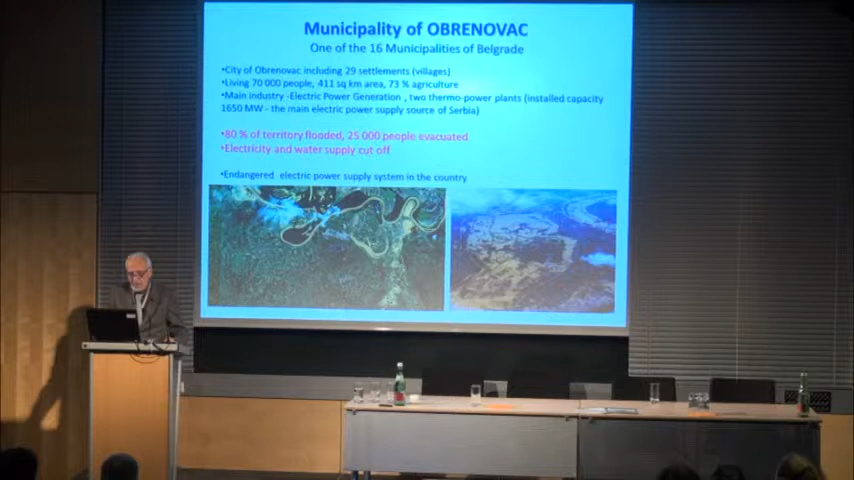 Municipality of OBRENOVAC
One of the 16 Municipalities of Belgrade
•City of Obrenovac including 29 settlements (villages)
•Living 70 000 people, 411 sq km area, 73 % agriculture
•Main industry -Electric Power Generation , two thermo-power plants (installed capacity
1650 MW - the main electric power supply source of Serbia)
•80 % of territory flooded, 25 000 people evacuated
•Electricity and water supply cut off
•Endangered electric power supply system in the country